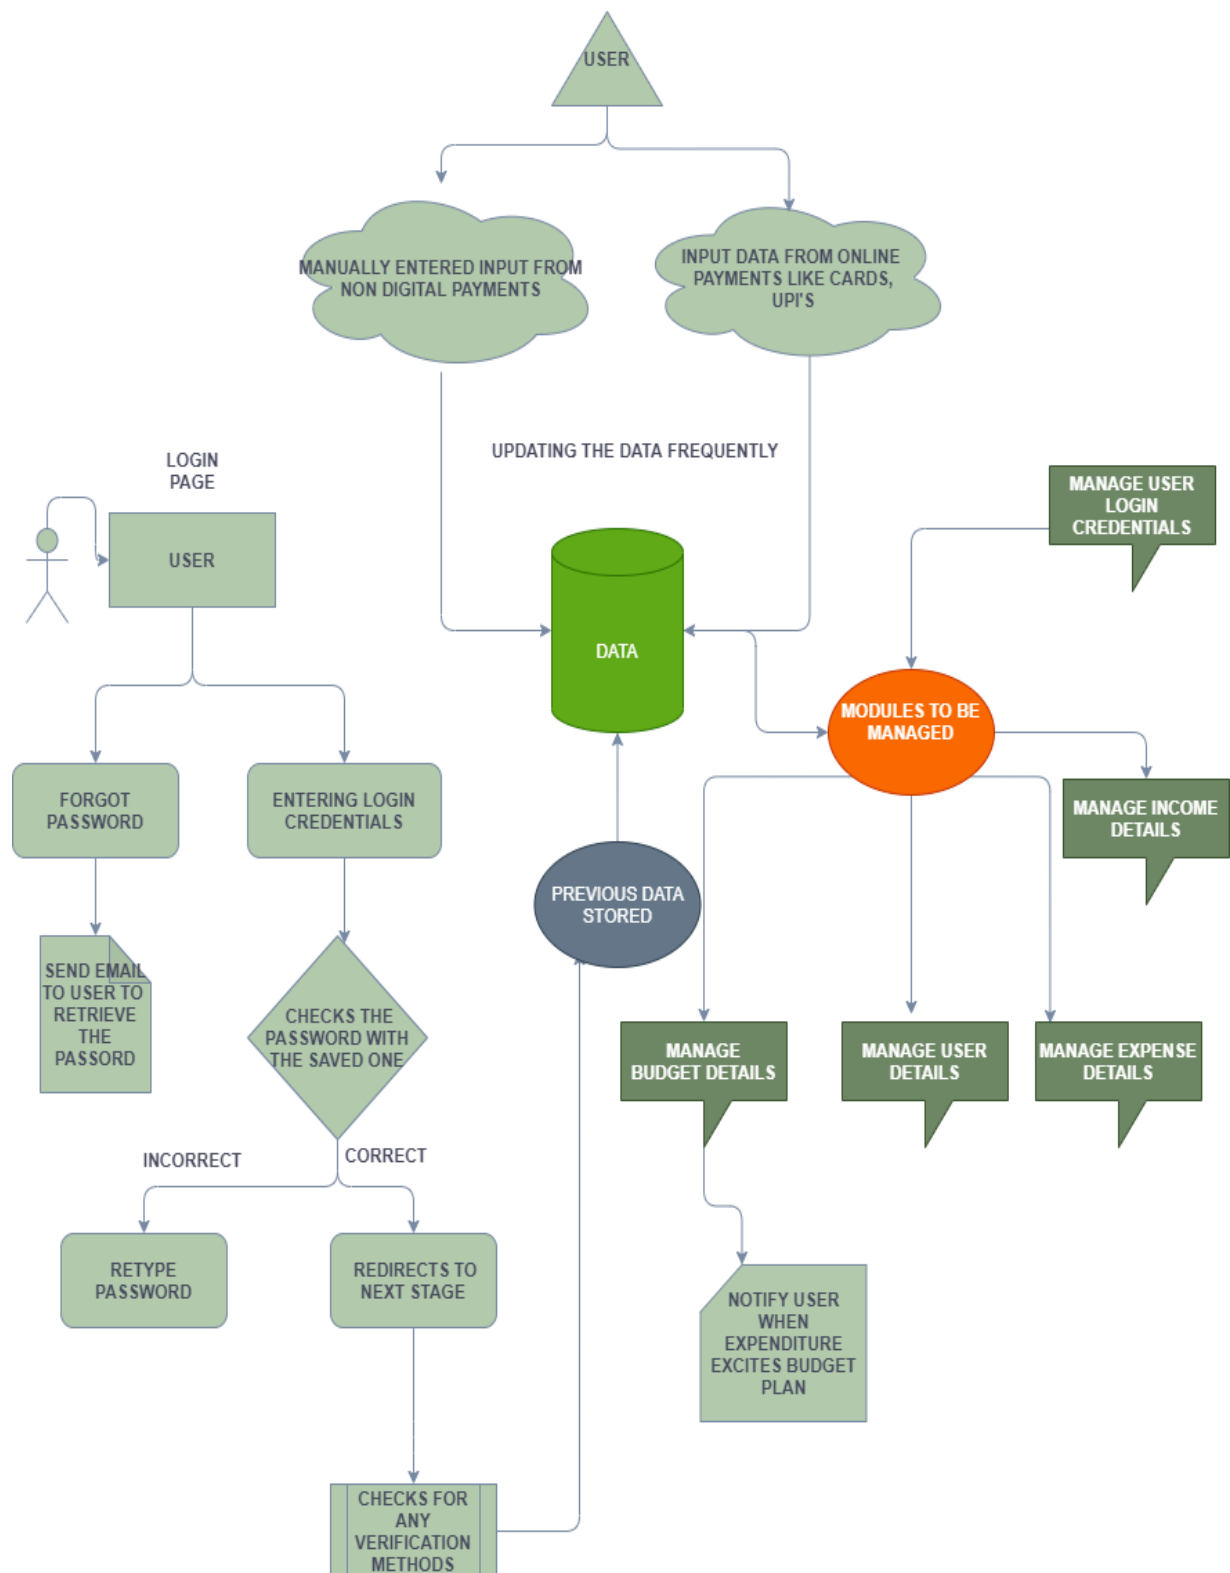 USER
MANUALLY ENTERED INPUT FROM
NON DIGITAL PAYMENTS
INPUT DATA FROM ONLINE
PAYMENTS LIKE CARDS,
UPI'S
UPDATING THE DATA FREQUENTLY
LOGIN
PAGE
USER
MANAGE USER
LOGIN
CREDENTIALS
DATA
MODULES TO BE
MANAGED
FORGOT
PASSWORD
ENTERING LOGIN
CREDENTIALS
MANAGE INCOME
DETAILS
PREVIOUS DATA
STORED
SEND EMAIL
TO USER TO
RETRIEVE
THE
PASSORD
CHECKS THE
PASSWORD WITH
THE SAVED ONE
MANAGE
BUDGET DETAILS
MANAGE USER
DETAILS
MANAGE EXPENSE
DETAILS
INCORRECT
CORRECT
RETYPE
PASSWORD
REDIRECTS TO
NEXT STAGE
NOTIFY USER
WHEN
EXPENDITURE
EXCITES BUDGET
PLAN
CHECKS FOR
ANY
VERIFICATION
METHODS